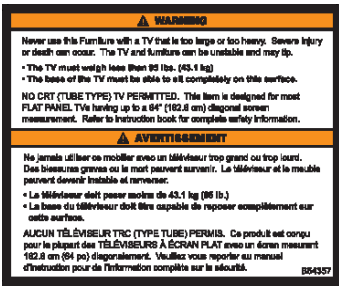 WARNING
Never use this Furniture with a TV that is too large or too heavy. Severe injury
or death can occur. The TV and furniture can be unstable and may tip.
• The TV must weigh less than 95 lbs. (43.1 kg)
• The base of the TV must be able to sit completely on this surface.
NO CRT (TUBE TYPE) TV PERMITTED. This item is designed for most
FLAT PANEL TVs having up to a 64" (162.6 cm) diagonal screen
measurement. Refer to instruction book for complete safety information.
AVERTISSEMENT
Ne jamais utiliser ce mobilier avec un téléviseur trop grand ou trop lourd.
Des blessures graves ou la mort peuvent survenir. Le téléviseur et le meuble
peuvent devenir instable et renverser.
• Le téléviseur doit peser moins de 43.1 kg (95 lb.)
• La base du téléviseur doit être capable de reposer complètement sur
cette surface.
AUCUN TÉLÉVISEUR TRC (TYPE TUBE) PERMIS. Ce produit est conçu
pour la plupart des TÉLÉVISEURS À ÉCRAN PLAT avec un écran mesurant
162.6 cm (64 po) diagonalement. Veuillez vous reporter au manuel
d'instruction pour de l'information complète sur la sécurité.
B64357